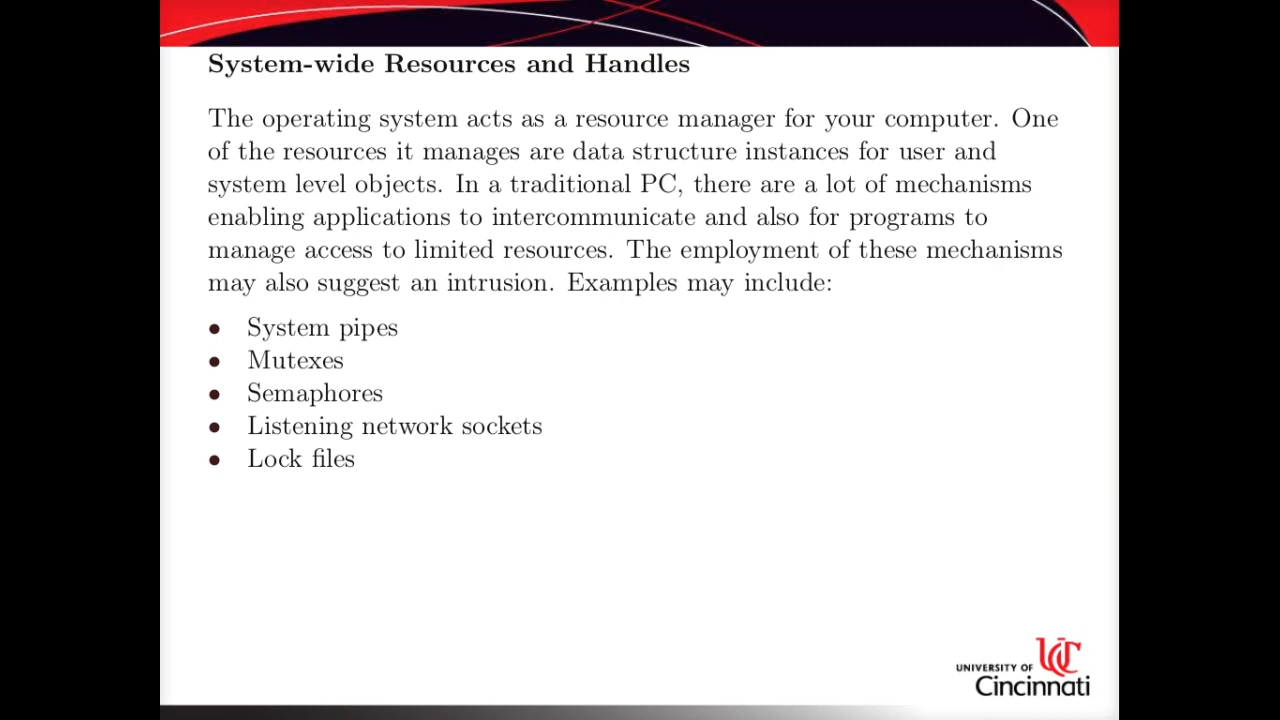 System-wide Resources and Handles
The operating system acts as a resource manager for your computer. One
of the resources it manages are data structure instances for user and
system level objects. In a traditional PC, there are a lot of mechanisms
enabling applications to intercommunicate and also for programs to
manage access to limited resources. The employment of these mechanisms
may also suggest an intrusion. Examples may include:
• System pipes
• Mutexes
• Semaphores
• Listening network sockets
• Lock files
UNIVERSITY OF UC
Cincinnati